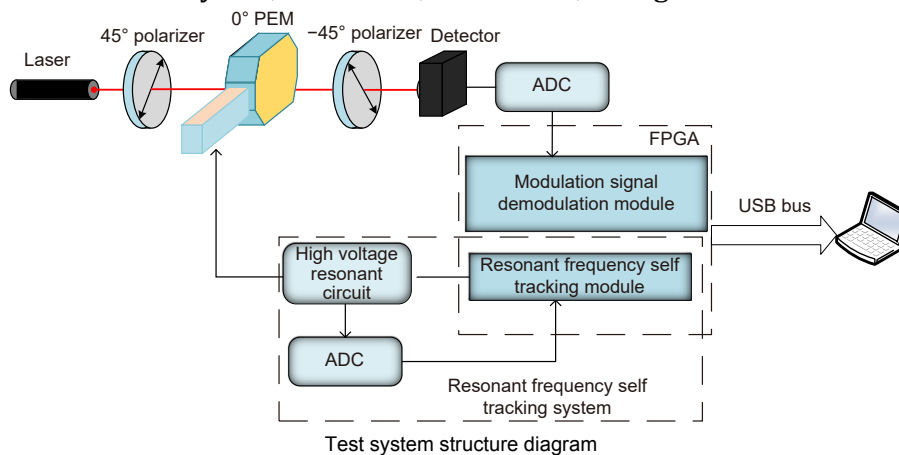 0° PEM
45° polarizer
−45° polarizer
Detector
Laser
ADC
FPGA
Modulation signal
demodulation module
USB bus
High voltage
resonant
circuit
Resonant frequency self
tracking module
ADC
Resonant frequency self
tracking system
Test system structure diagram